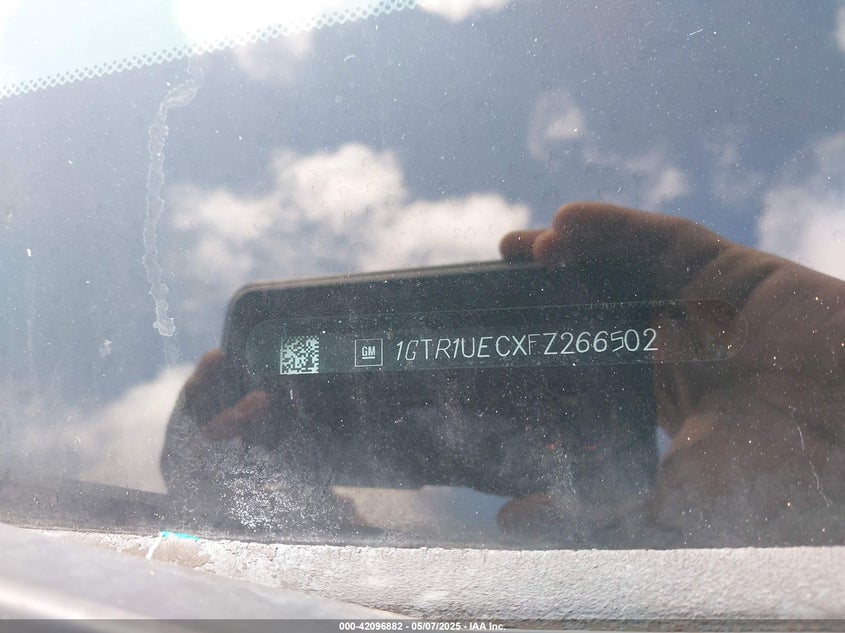 GM 1GTR1UECXFZ266502
000-42096882 - 05/07/2025 - IAA Inc.